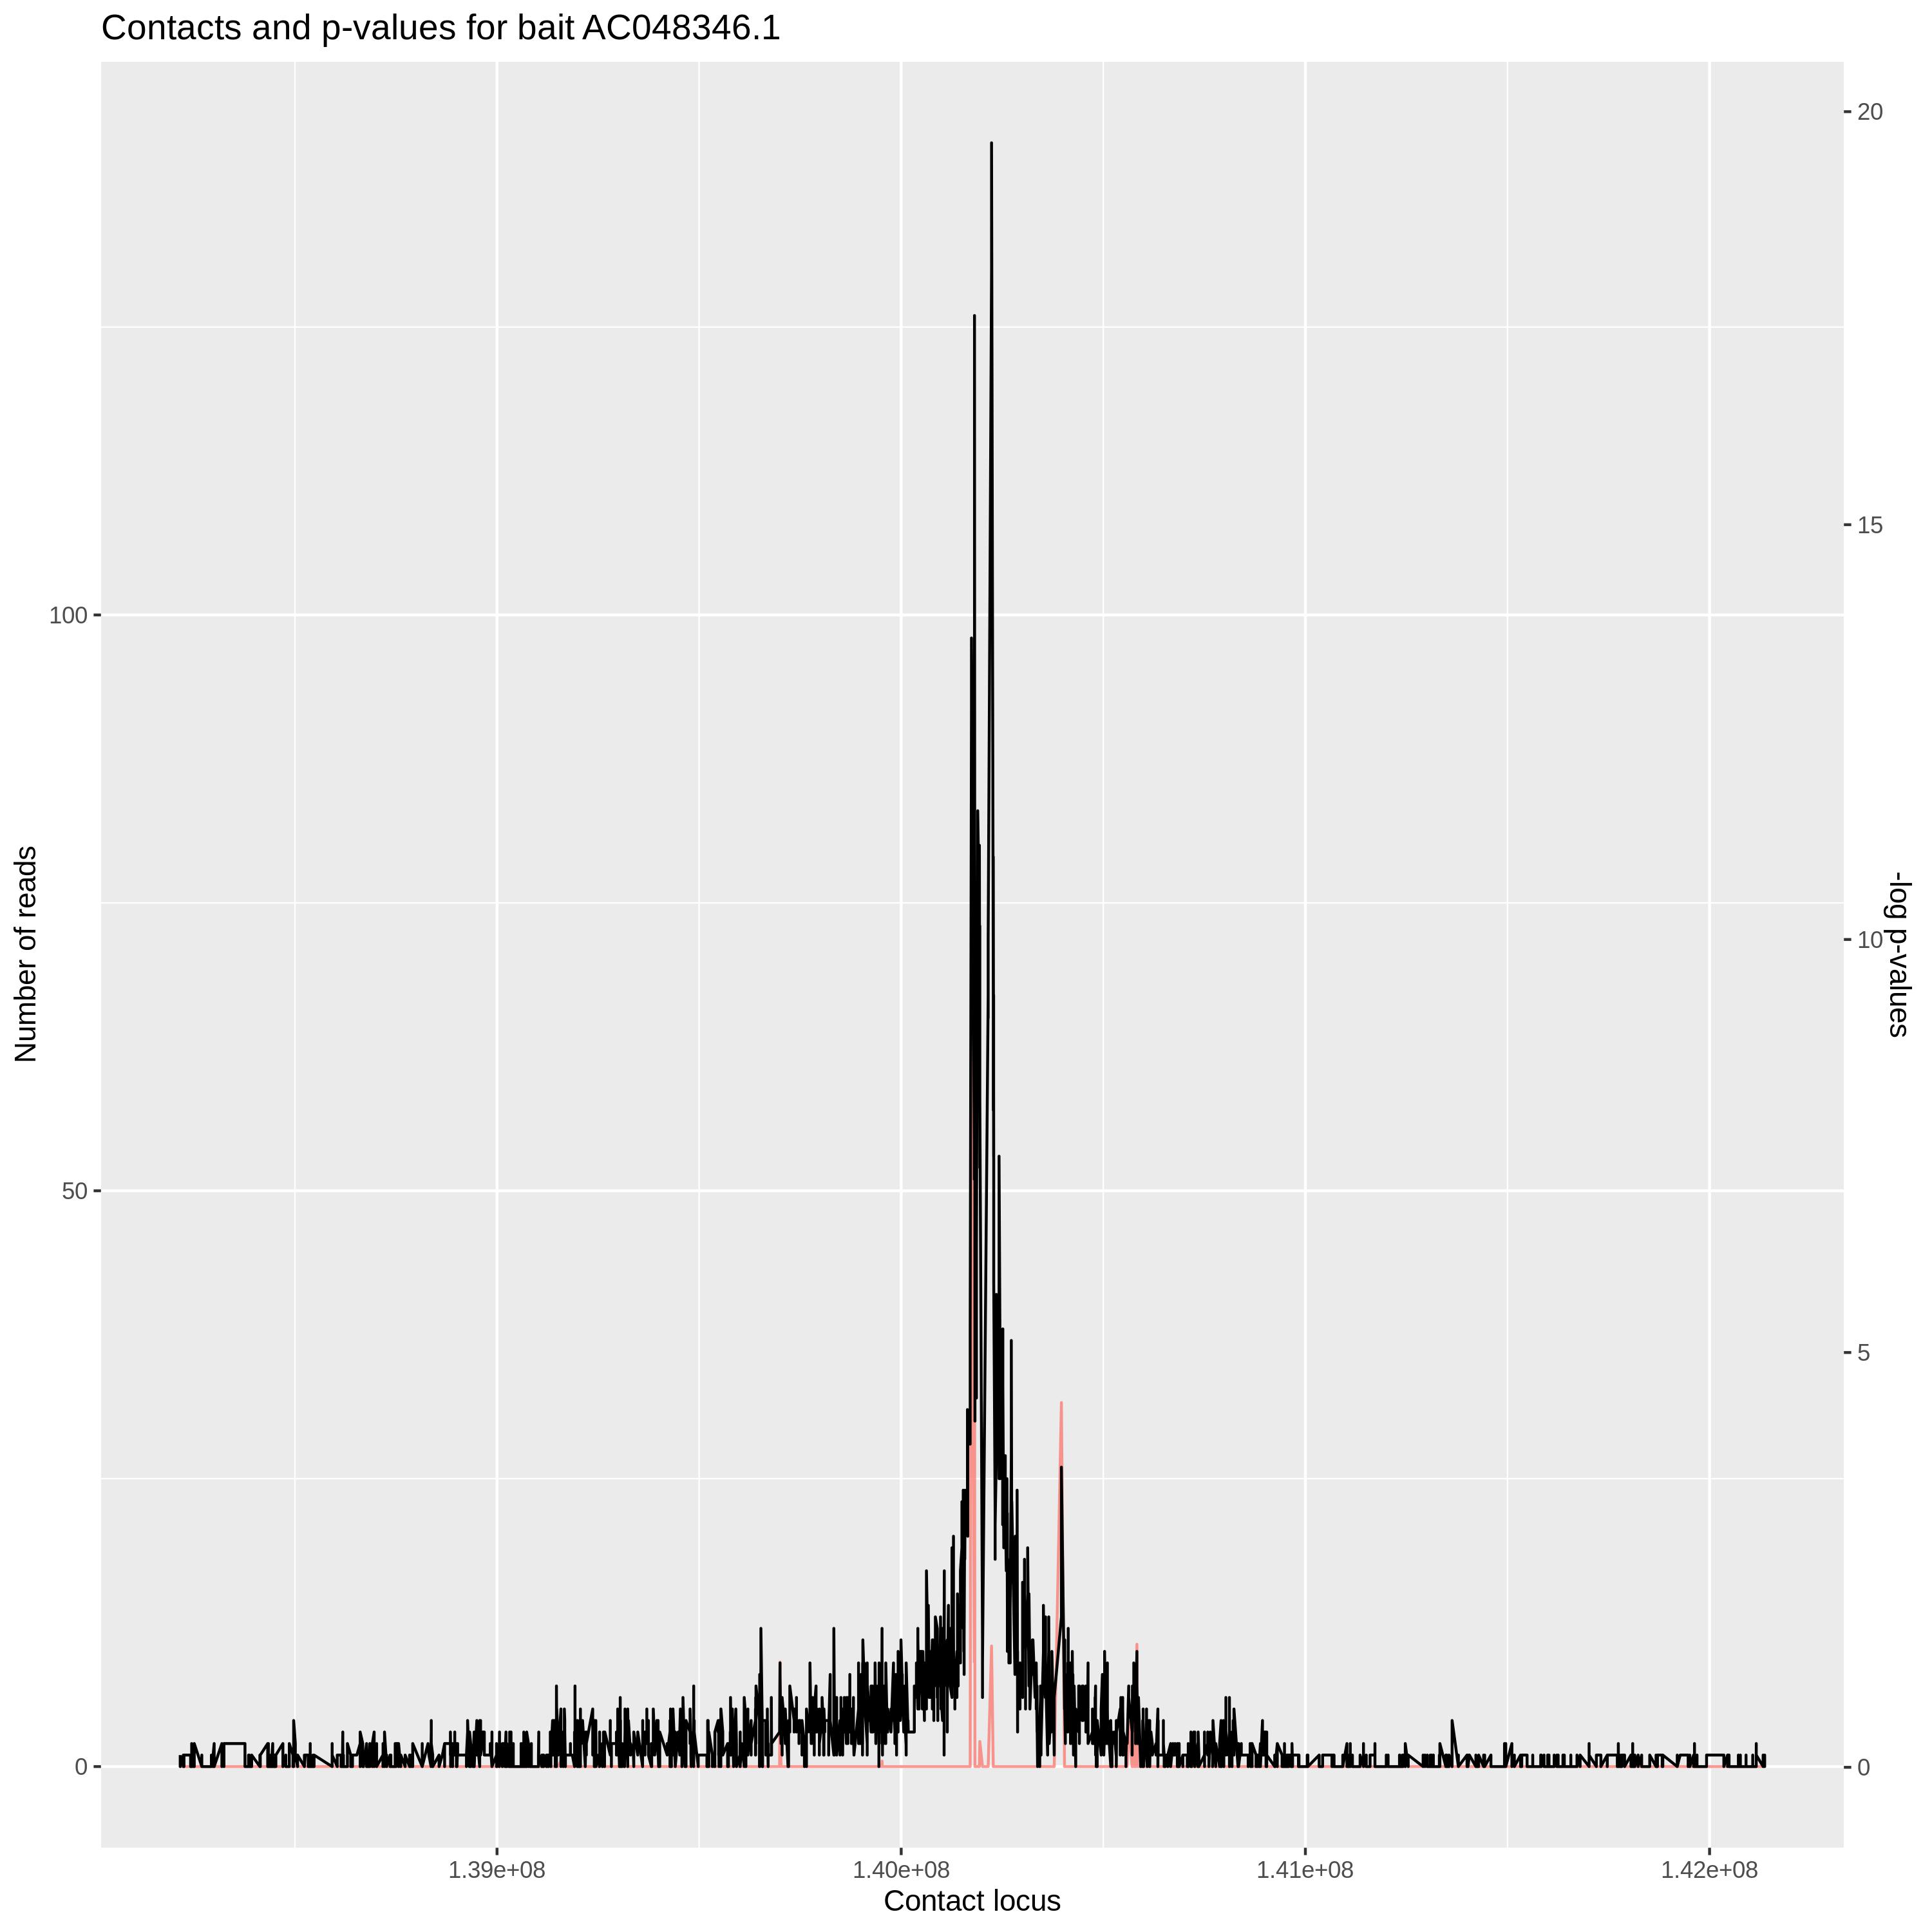 Contacts and p-values for bait AC048346.1
Number of reads
100
50
0
20
15
10
5
0
-log p-values
1.39e+08
1.40e+08
1.41e+08
1.42e+08
Contact locus